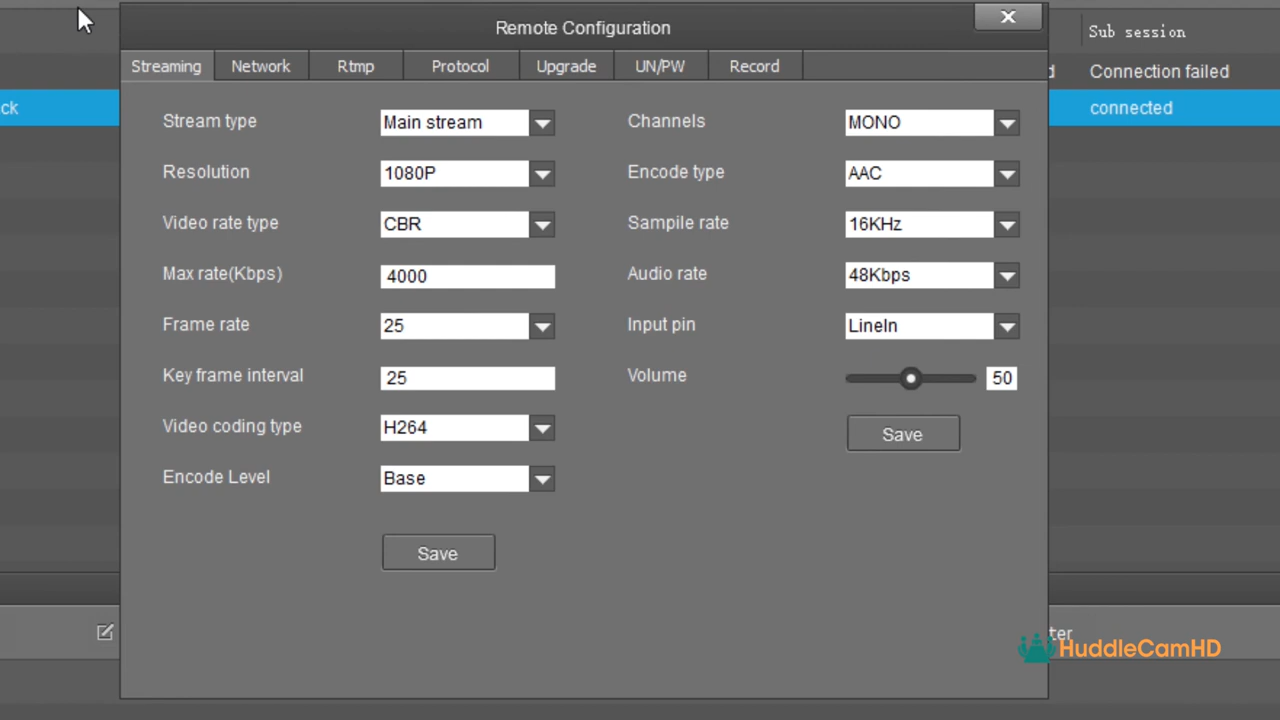 Remote Configuration
Sub session
Streaming Network Rtmp Protocol Upgrade UN/PW Record
d Connection failed
ck connected
Stream type Main stream Channels MONO
Resolution 1080P Encode type AAC
Video rate type CBR Sampile rate 16KHz
Max rate(Kbps) 4000 Audio rate 48Kbps
Frame rate 25 Input pin LineIn
Key frame interval 25 Volume 50
Video coding type H264 Save
Encode Level Base
Save
ter
HuddleCamHD